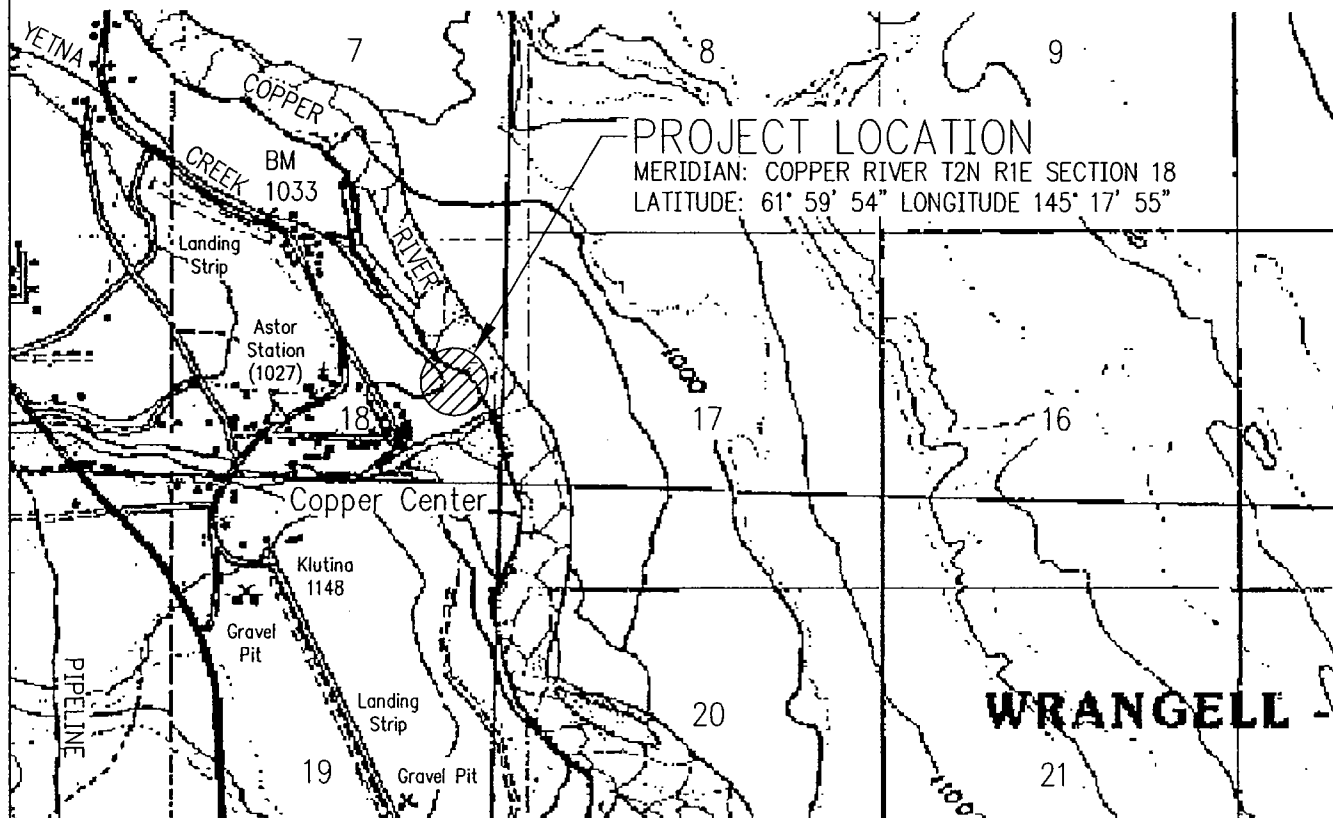 7
8
9
YETNA
COPPER
PROJECT LOCATION
MERIDIAN: COPPER RIVER T2N R1E SECTION 18
LATITUDE: 61° 59' 54" LONGITUDE 145° 17' 55"
CREEK
BM
1033
RIVER
Landing
Strip
Astor
Station
(1027)
1000
18
17
16
Copper Center
Klutina
1148
Gravel
Pit
PIPELINE
Landing
Strip
20
WRANGELL -
19
Gravel Pit
21
1100